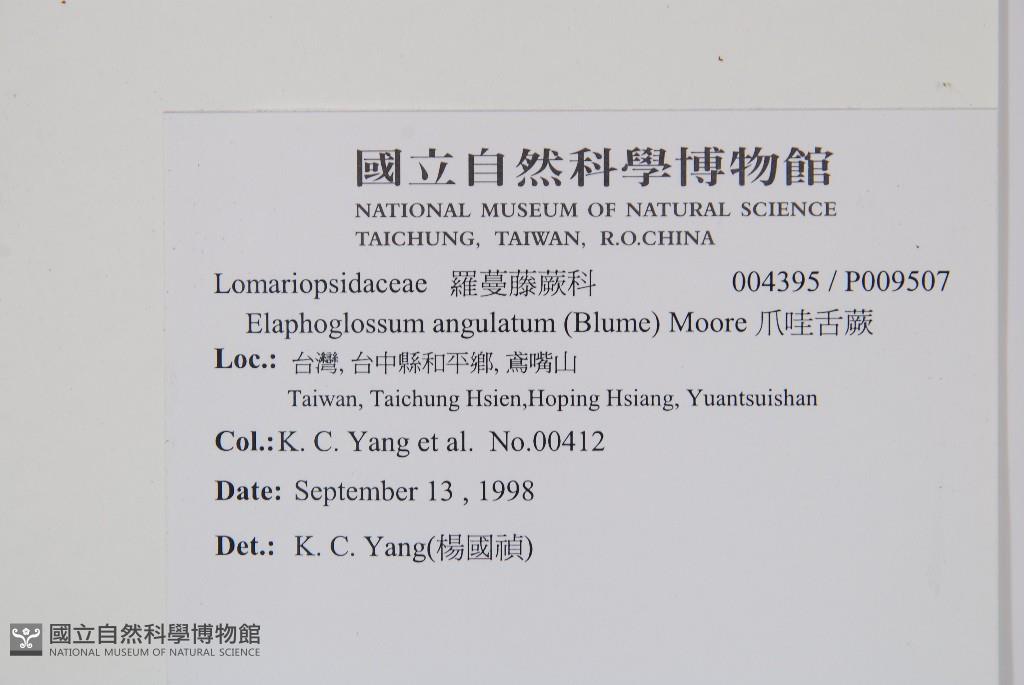 國立自然科學博物館
NATIONAL MUSEUM OF NATURAL SCIENCE
TAICHUNG, TAIWAN, R.O.CHINA
Lomariopsidaceae 羅蔓藤蕨科 004395 / P009507
Elaphoglossum angulatum (Blume) Moore 爪哇舌蕨
Loc.: 台灣, 台中縣和平鄉, 鳶嘴山
Taiwan, Taichung Hsien,Hoping Hsiang, Yuantsuishan
Col.:K. C. Yang et al. No.00412
Date: September 13 , 1998
Det.: K. C. Yang(楊國禎)
國立自然科學博物館
NATIONAL MUSEUM OF NATURAL SCIENCE